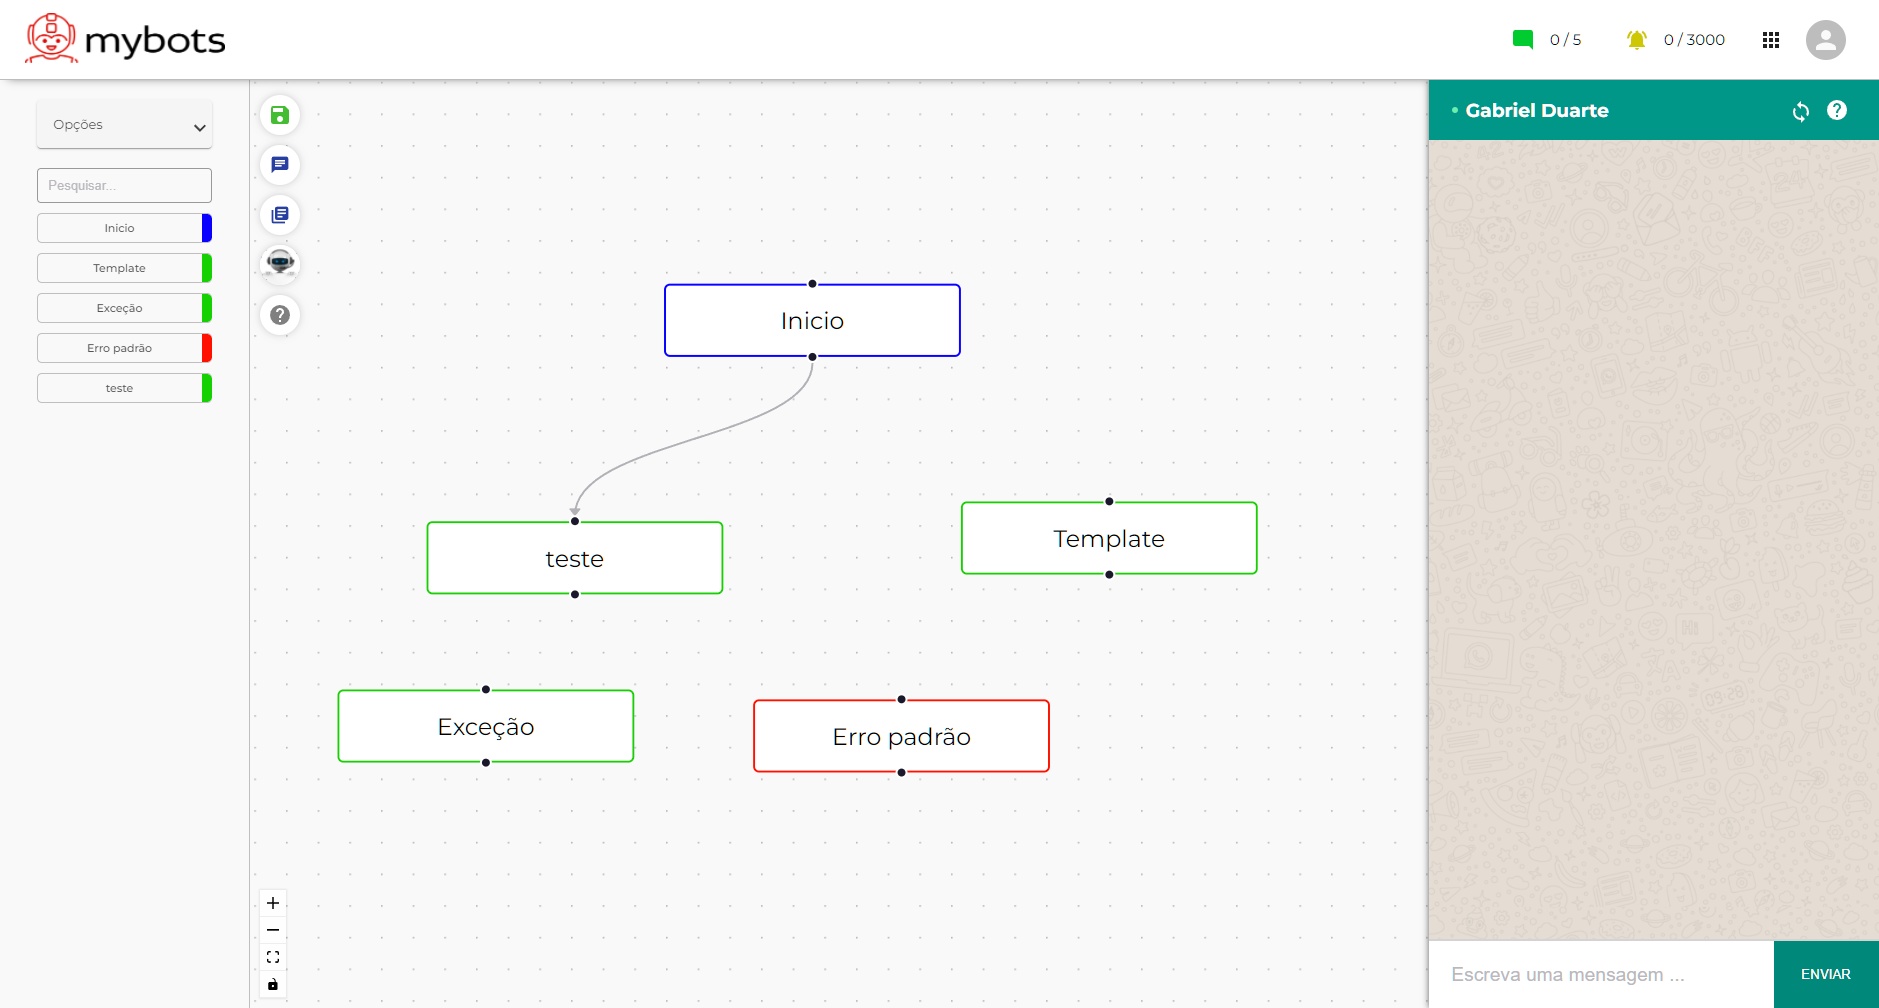 mybots
0 / 5
0 / 3000
Opções
Pesquisar...
Inicio
Template
Exceção
Erro padrão
teste
Inicio
teste
Template
Exceção
Erro padrão
Gabriel Duarte
Escreva uma mensagem ...
ENVIAR